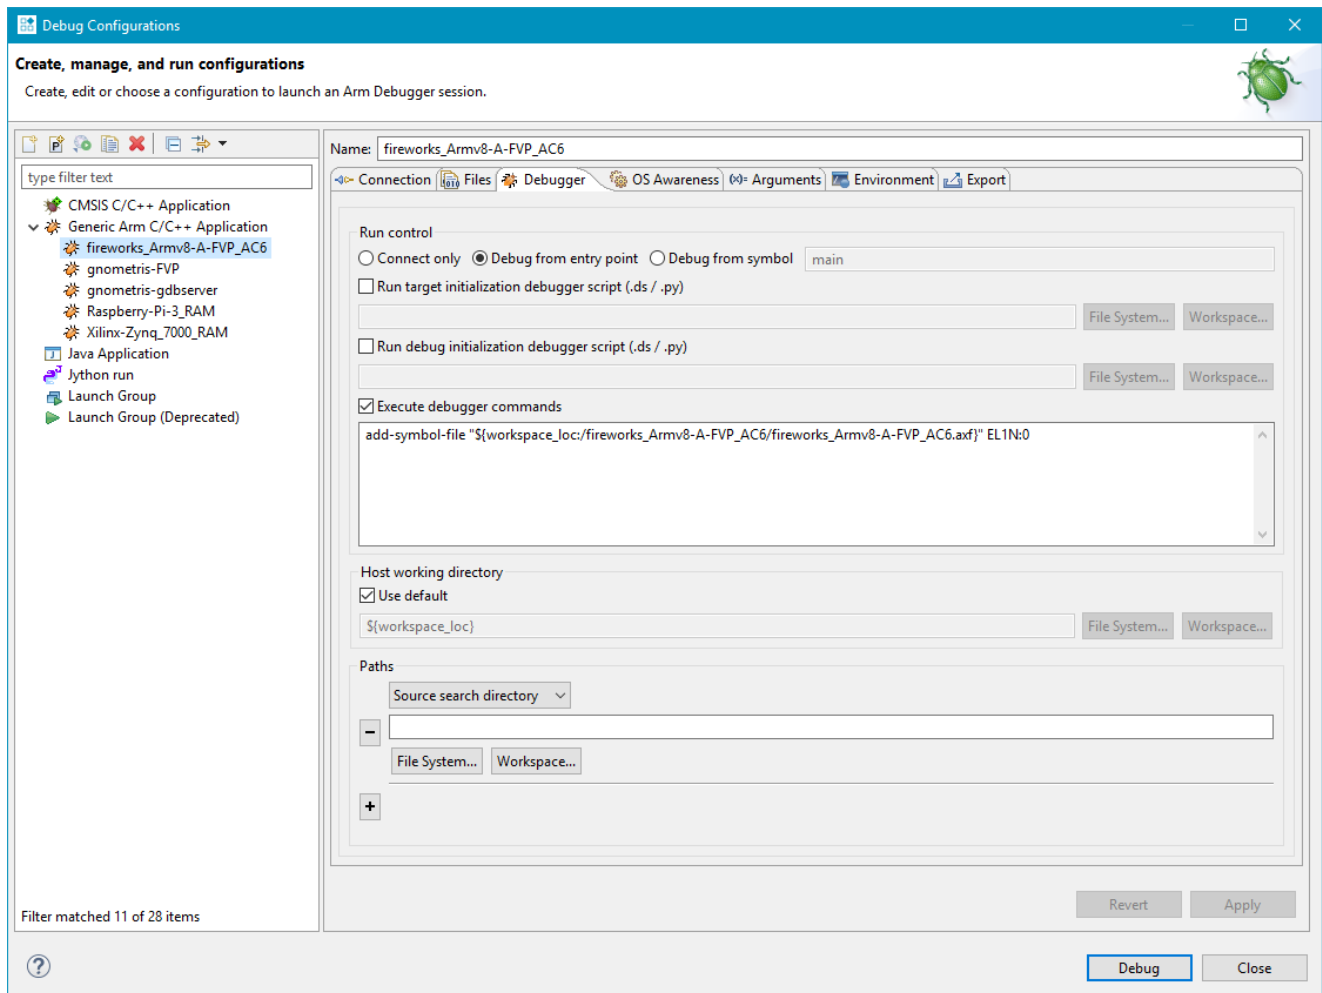 Debug Configurations
Create, manage, and run configurations
Create, edit or choose a configuration to launch an Arm Debugger session.
type filter text
CMSIS C/C++ Application
Generic Arm C/C++ Application
fireworks_Armv8-A-FVP_AC6
gnometris-FVP
gnometris-gdbserver
Raspberry-Pi-3_RAM
Xilinx-Zynq_7000_RAM
Java Application
Jython run
Launch Group
Launch Group (Deprecated)
Filter matched 11 of 28 items
Name: fireworks_Armv8-A-FVP_AC6
Connection Files Debugger OS Awareness (x)= Arguments Environment Export
Run control
Connect only Debug from entry point Debug from symbol main
Run target initialization debugger script (.ds / .py)
File System... Workspace...
Run debug initialization debugger script (.ds / .py)
File System... Workspace...
Execute debugger commands
add-symbol-file "${workspace_loc:/fireworks_Armv8-A-FVP_AC6/fireworks_Armv8-A-FVP_AC6.axf}" EL1N:0
Host working directory
Use default
${workspace_loc}
File System... Workspace...
Paths
Source search directory
File System... Workspace...
Revert Apply
Debug Close